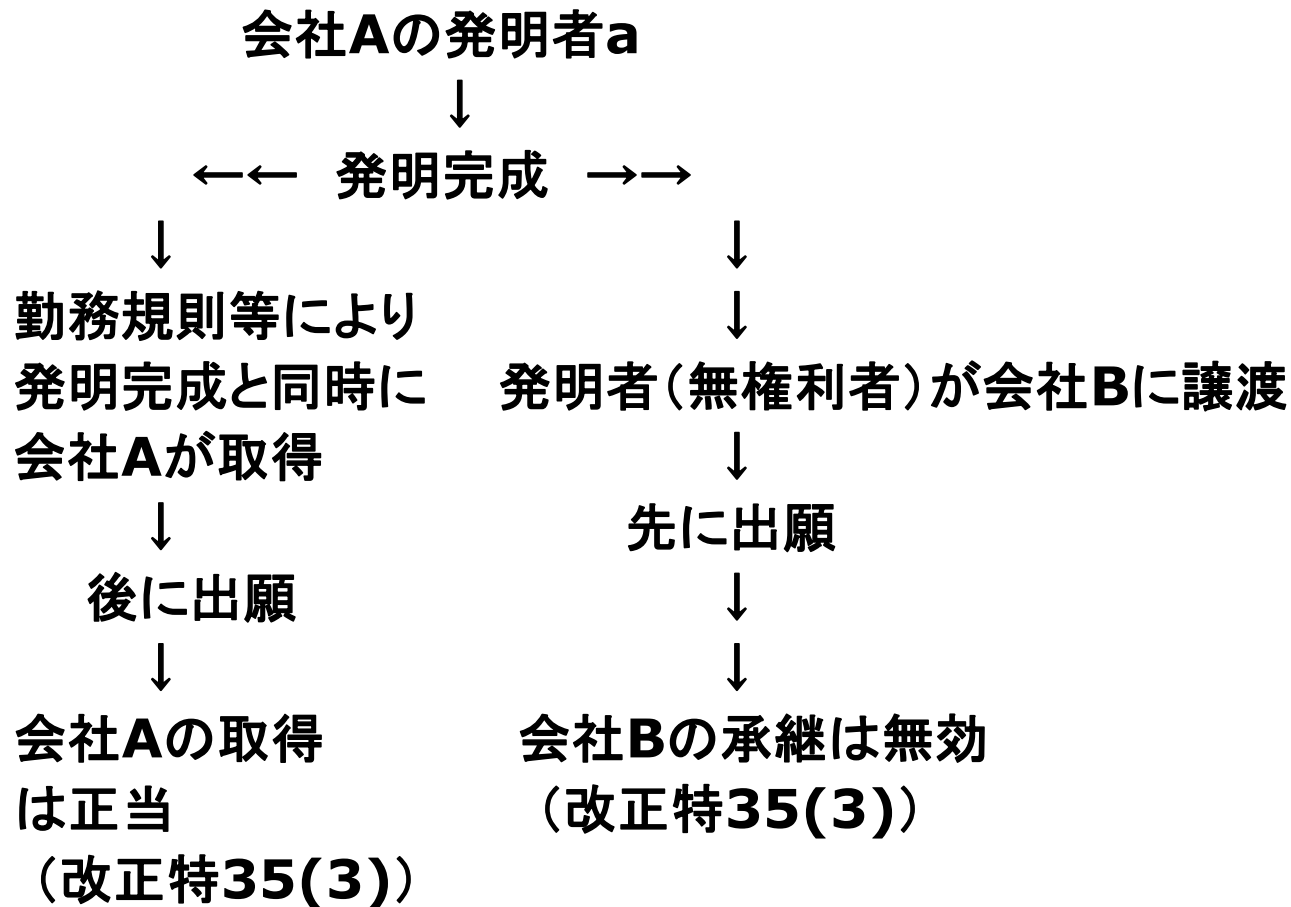 会社Aの発明者a
↓
←← 発明完成 →→
↓ ↓
勤務規則等により ↓
発明完成と同時に 発明者(無権利者)が会社Bに譲渡
会社Aが取得 ↓
↓ 先に出願
後に出願 ↓
↓ ↓
会社Aの取得 会社Bの承継は無効
は正当 (改正特35(3))
(改正特35(3))